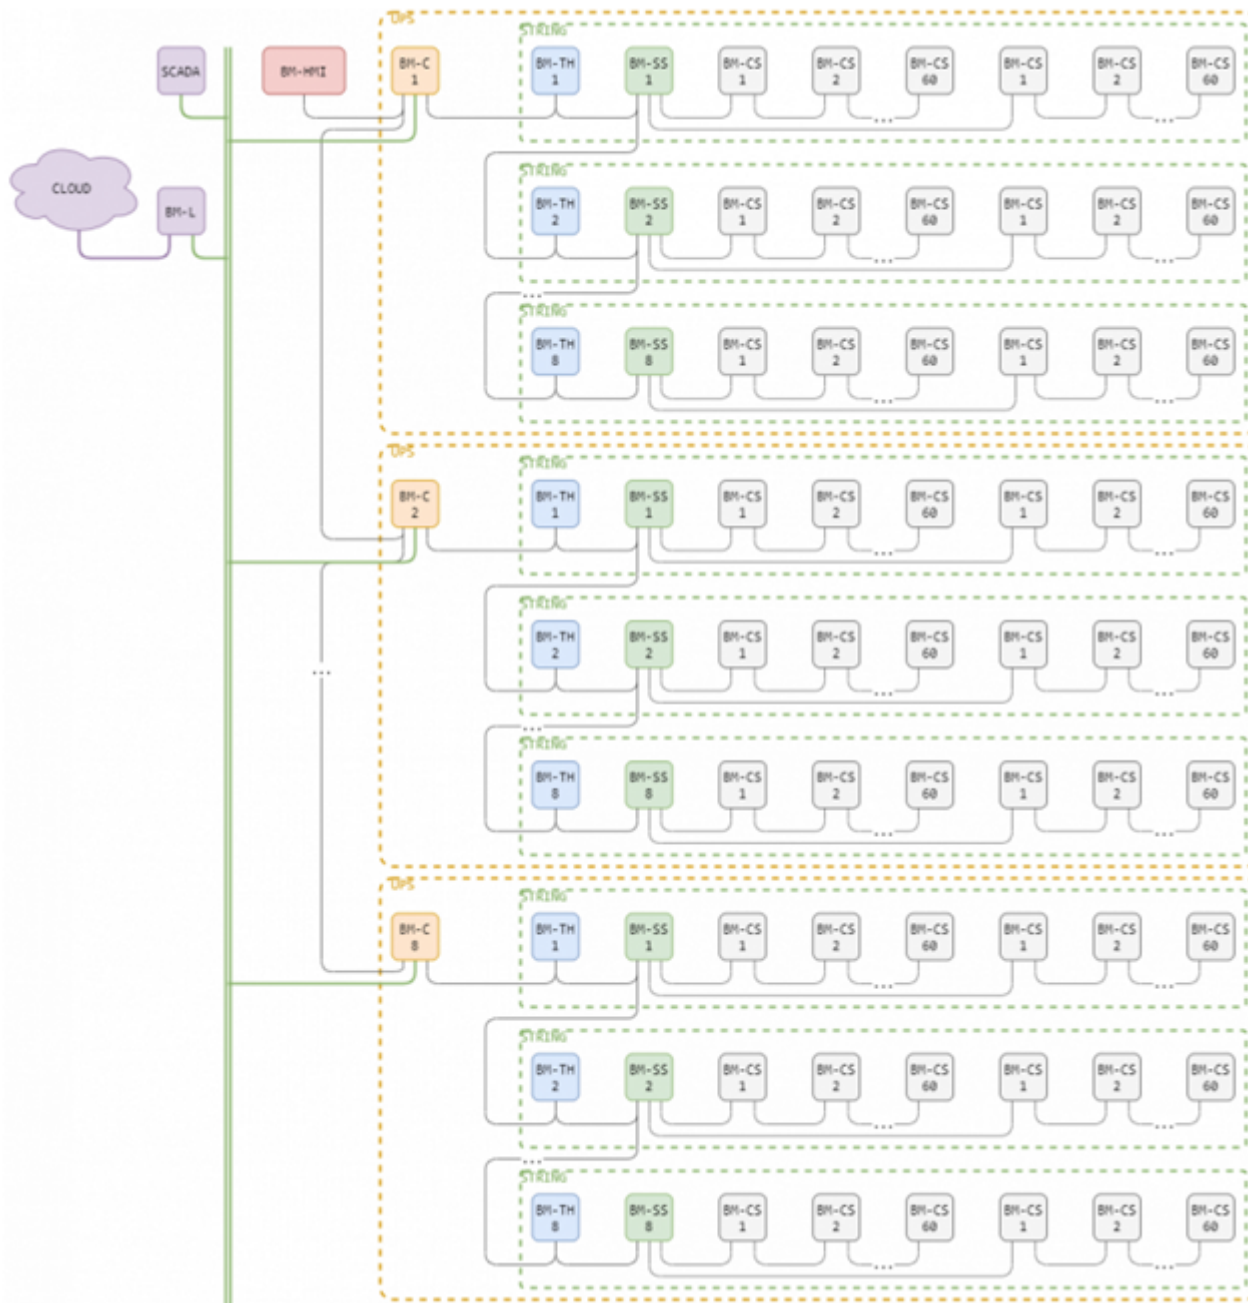 UPS
STRING
SCADA
BM-HMI
BM-C
1
BM-TH
1
BM-SS
1
BM-CS
1
BM-CS
2
...
BM-CS
60
BM-CS
1
BM-CS
2
...
BM-CS
60
CLOUD
BM-L
STRING
BM-TH
2
BM-SS
2
BM-CS
1
BM-CS
2
...
BM-CS
60
BM-CS
1
BM-CS
2
...
BM-CS
60
...
STRING
BM-TH
8
BM-SS
8
BM-CS
1
BM-CS
2
...
BM-CS
60
BM-CS
1
BM-CS
2
...
BM-CS
60
UPS
STRING
BM-C
2
BM-TH
1
BM-SS
1
BM-CS
1
BM-CS
2
...
BM-CS
60
BM-CS
1
BM-CS
2
...
BM-CS
60
STRING
BM-TH
2
BM-SS
2
BM-CS
1
BM-CS
2
...
BM-CS
60
BM-CS
1
BM-CS
2
...
BM-CS
60
...
...
STRING
BM-TH
8
BM-SS
8
BM-CS
1
BM-CS
2
...
BM-CS
60
BM-CS
1
BM-CS
2
...
BM-CS
60
UPS
STRING
BM-C
8
BM-TH
1
BM-SS
1
BM-CS
1
BM-CS
2
...
BM-CS
60
BM-CS
1
BM-CS
2
...
BM-CS
60
STRING
BM-TH
2
BM-SS
2
BM-CS
1
BM-CS
2
...
BM-CS
60
BM-CS
1
BM-CS
2
...
BM-CS
60
...
STRING
BM-TH
8
BM-SS
8
BM-CS
1
BM-CS
2
...
BM-CS
60
BM-CS
1
BM-CS
2
...
BM-CS
60